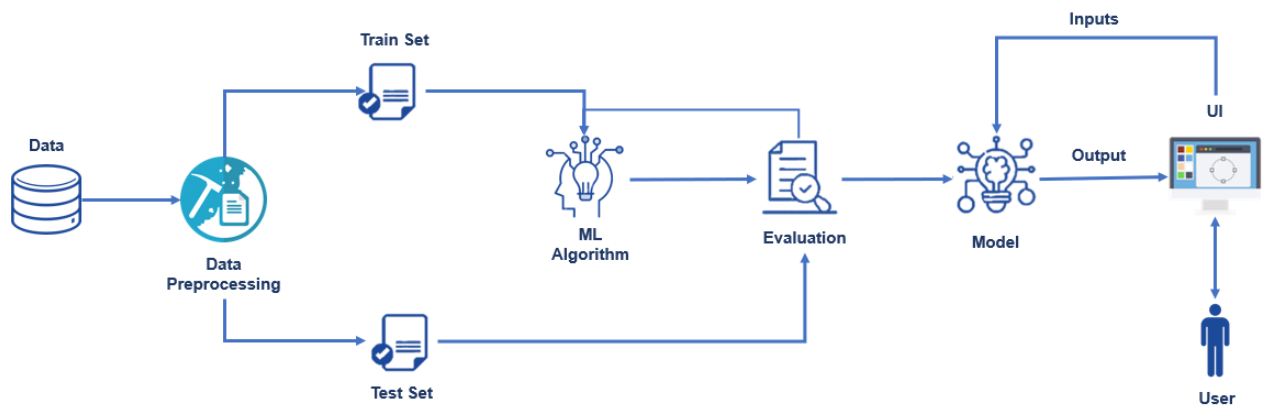 Inputs
Train Set
UI
Data
Output
ML
Algorithm
Evaluation
Model
Data
Preprocessing
Test Set
User